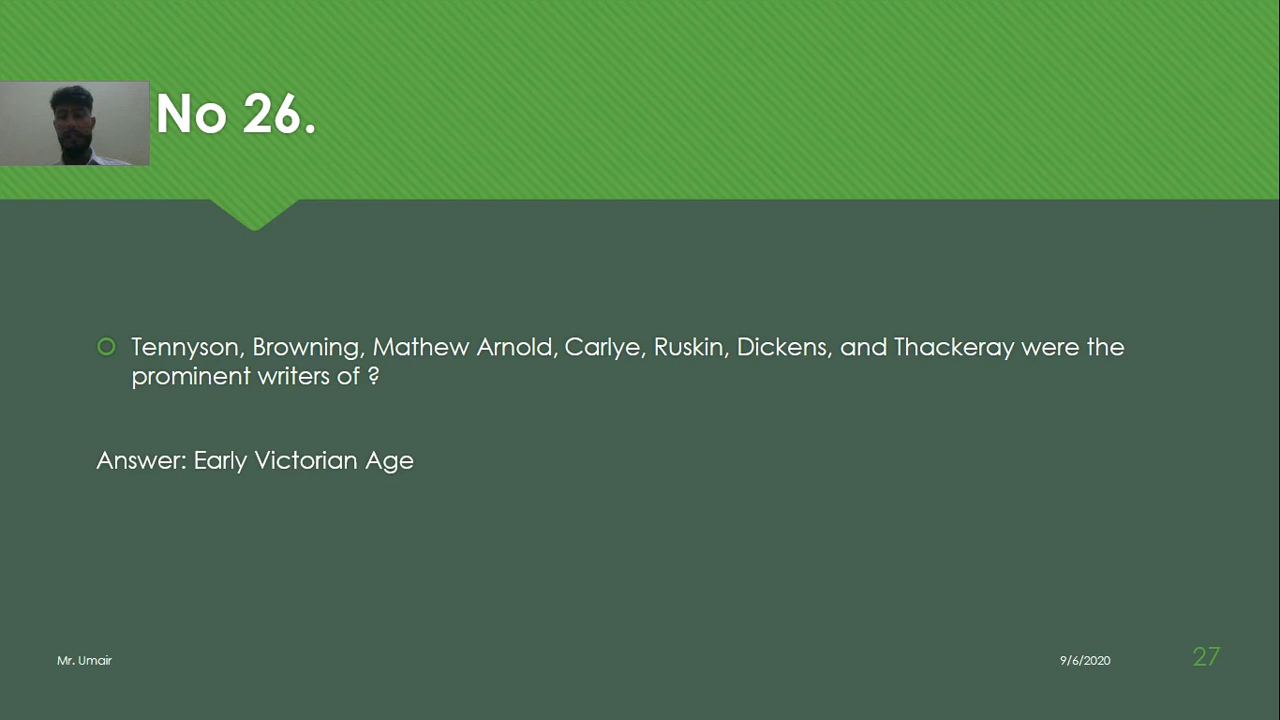 No 26.
Tennyson, Browning, Mathew Arnold, Carlye, Ruskin, Dickens, and Thackeray were the
prominent writers of ?
Answer: Early Victorian Age
Mr. Umair
9/6/2020
27